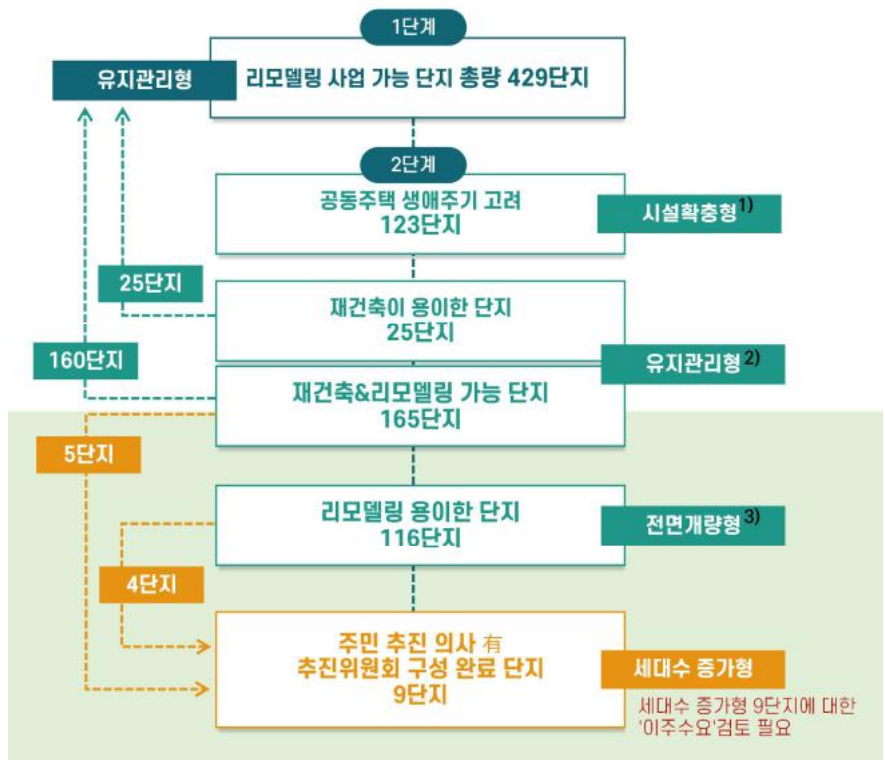 1단계
유지관리형
리모델링 사업 가능 단지 총량 429단지
2단계
공동주택 생애주기 고려
123단지
시설확충형1)
25단지
재건축이 용이한 단지
25단지
160단지
유지관리형2)
재건축&리모델링 가능 단지
165단지
5단지
리모델링 용이한 단지
116단지
전면개량형3)
4단지
주민 추진 의사 有
추진위원회 구성 완료 단지
9단지
세대수 증가형
세대수 증가형 9단지에 대한
'이주수요'검토 필요